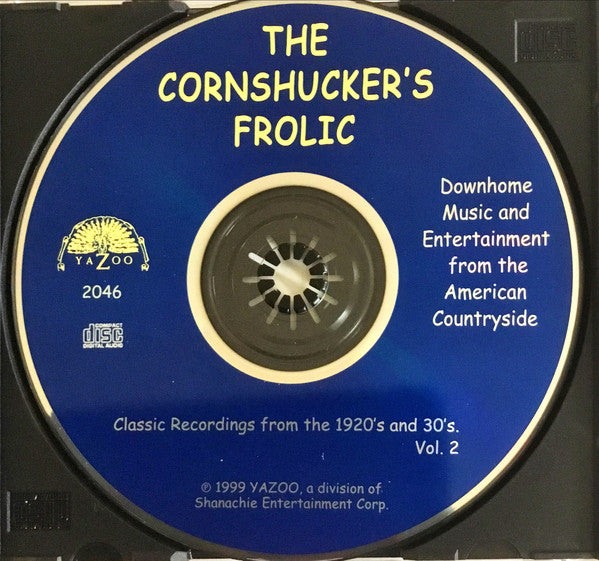 THE
CORNSHUCKER'S
FROLIC
Downhome
Music and
Entertainment
from the
American
Countryside
YAZOO
2046
COMPACT
disc
DIGITAL AUDIO
Classic Recordings from the 1920's and 30's.
Vol. 2
℗ 1999 YAZOO, a division of
Shanachie Entertainment Corp.
disc